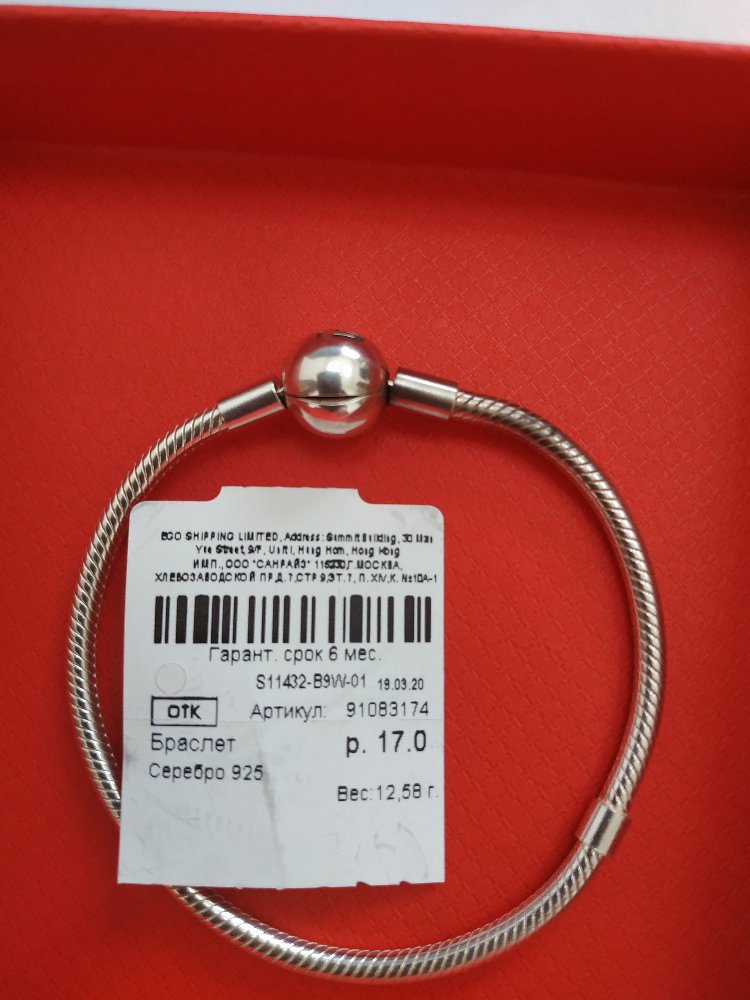 EGO SHIPPING LIMITED, Address: Summit Building, 30 Man
Yue Street, 9/F, Unit I, Hung Hom, Hong Kong
ИМП., ООО "САНРАЙЗ" Г.МОСКВА,
ХЛЕБОЗАВОДСКОЙ ПР.Д.7,СТР.9,ЭТ.7, П.XIV,К.№10А-1
Гарант. срок 6 мес.
S11432-B9W-01 19.03.20
ОТК Артикул: 91083174
Браслет р. 17.0
Серебро 925
Вес:12,58 г.